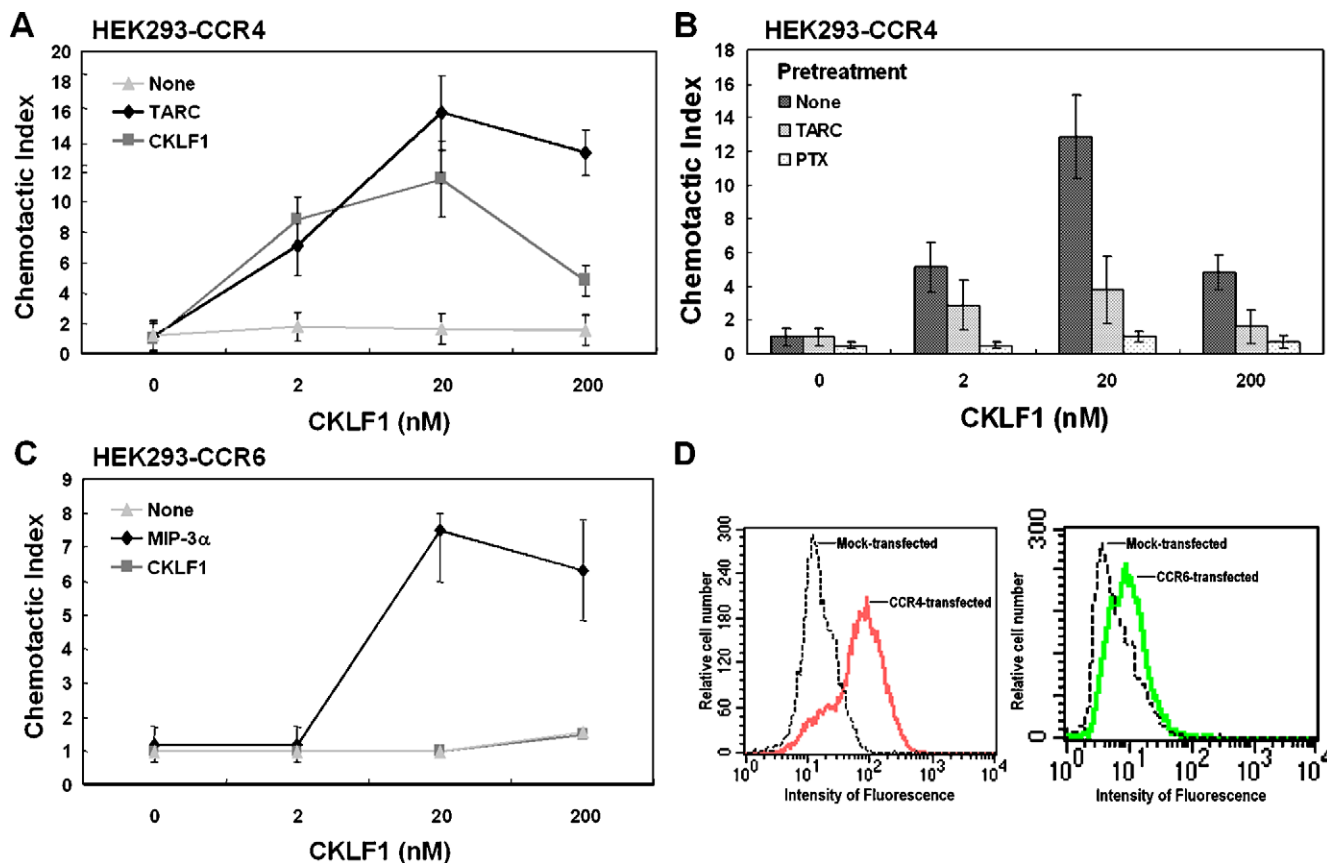 A HEK293-CCR4
20
18
16
14
12
10
8
6
4
2
0
Chemotactic Index
None
TARC
CKLF1
0 2 20 200
CKLF1 (nM)
B HEK293-CCR4
18
16
14
12
10
8
6
4
2
0
Chemotactic Index
Pretreatment
None
TARC
PTX
0 2 20 200
CKLF1 (nM)
C HEK293-CCR6
9
8
7
6
5
4
3
2
1
0
Chemotactic Index
None
MIP-3α
CKLF1
0 2 20 200
CKLF1 (nM)
D
300
240
180
120
60
0
Relative cell number
Mock-transfected
CCR4-transfected
10⁰ 10¹ 10² 10³ 10⁴
Intensity of Fluorescence
300
0
Relative cell number
Mock-transfected
CCR6-transfected
10⁰ 10¹ 10² 10³ 10⁴
Intensity of Fluorescence